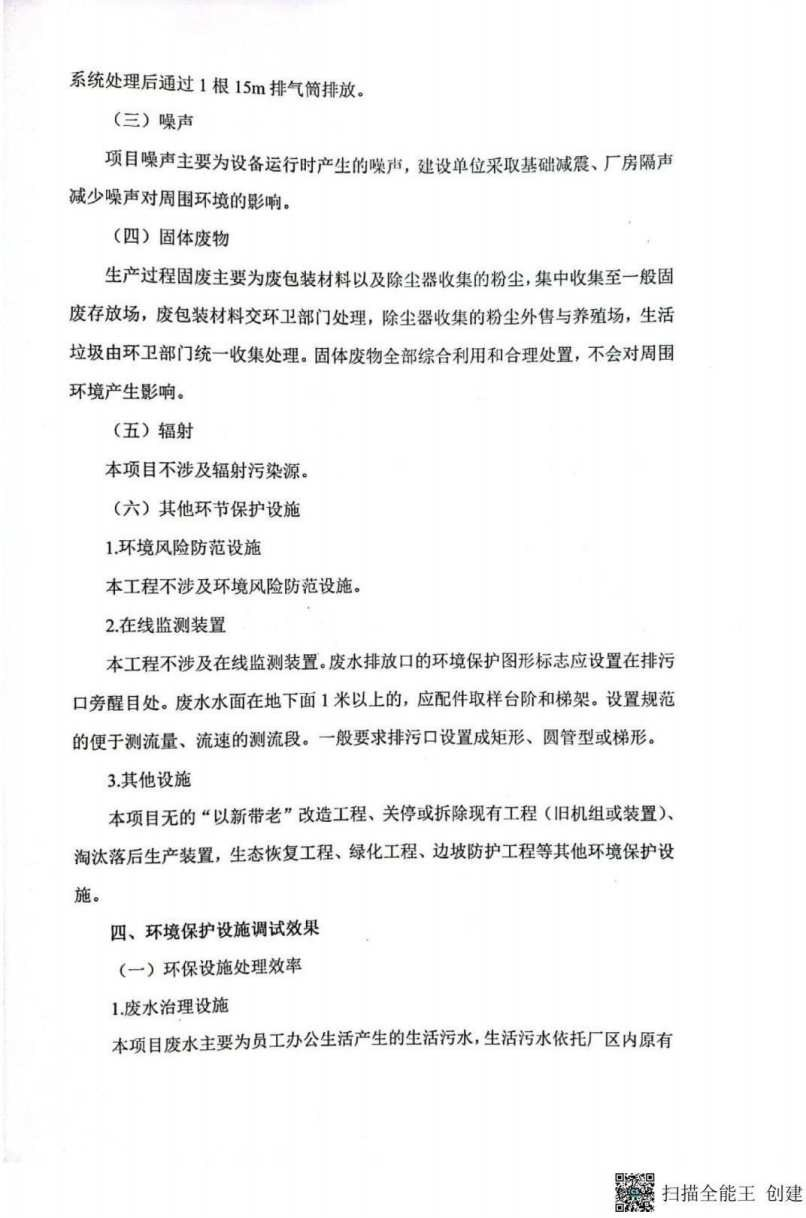 系统处理后通过 1 根 15m 排气筒排放。
（三）噪声
项目噪声主要为设备运行时产生的噪声，建设单位采取基础减震、厂房隔声
减少噪声对周围环境的影响。
（四）固体废物
生产过程固废主要为废包装材料以及除尘器收集的粉尘，集中收集至一般固
废存放场，废包装材料交环卫部门处理，除尘器收集的粉尘外售与养殖场，生活
垃圾由环卫部门统一收集处理。固体废物全部综合利用和合理处置，不会对周围
环境产生影响。
（五）辐射
本项目不涉及辐射污染源。
（六）其他环节保护设施
1.环境风险防范设施
本工程不涉及环境风险防范设施。
2.在线监测装置
本工程不涉及在线监测装置。废水排放口的环境保护图形标志应设置在排污
口旁醒目处。废水水面在地下面 1 米以上的，应配件取样台阶和梯架。设置规范
的便于测流量、流速的测流段。一般要求排污口设置成矩形、圆管型或梯形。
3.其他设施
本项目无的“以新带老”改造工程、关停或拆除现有工程（旧机组或装置）、
淘汰落后生产装置，生态恢复工程、绿化工程、边坡防护工程等其他环境保护设
施。
四、环境保护设施调试效果
（一）环保设施处理效率
1.废水治理设施
本项目废水主要为员工办公生活产生的生活污水，生活污水依托厂区内原有
扫描全能王 创建